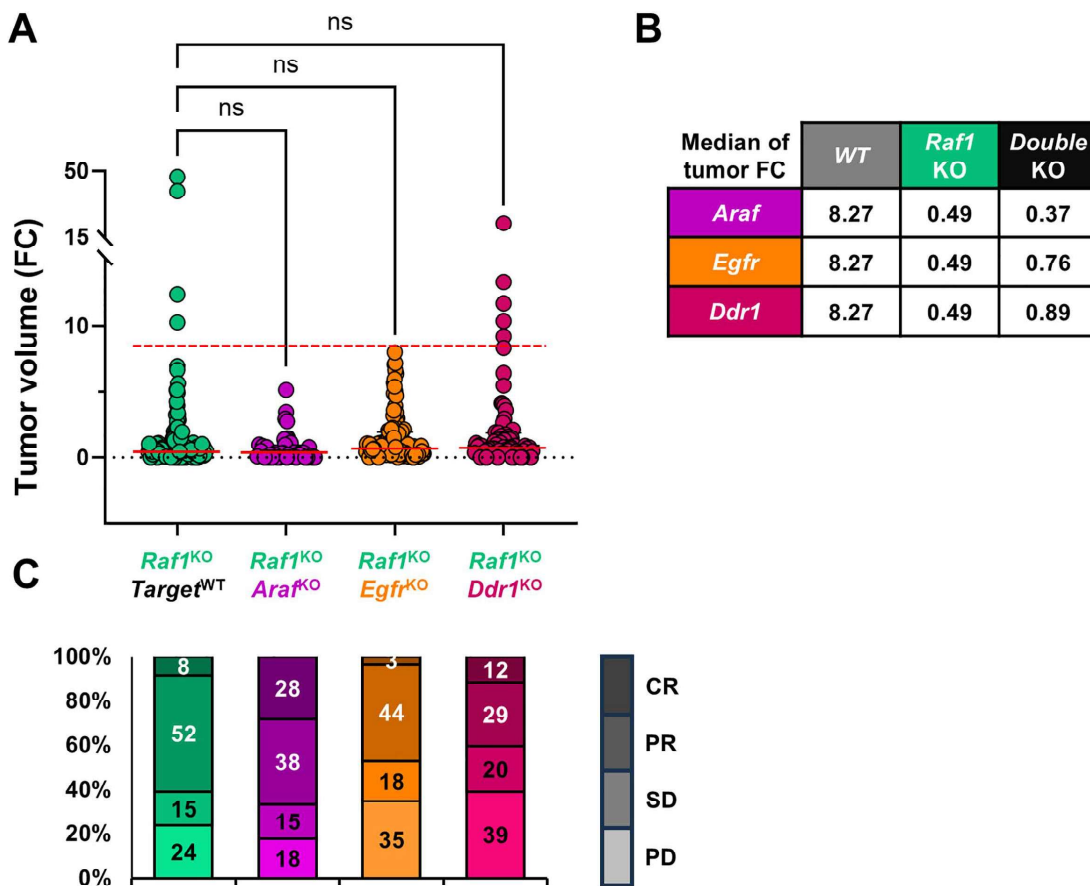 A
ns
ns
ns
50
15
10
0
Tumor volume (FC)
Raf1KO Raf1KO Raf1KO Raf1KO
TargetWT ArafKO EgfrKO Ddr1KO
B
Median of tumor FC WT Raf1 KO Double KO
Araf 8.27 0.49 0.37
Egfr 8.27 0.49 0.76
Ddr1 8.27 0.49 0.89
C
100%
80%
60%
40%
20%
0%
8 52 15 24
28 38 15 18
3 44 18 35
12 29 20 39
CR
PR
SD
PD